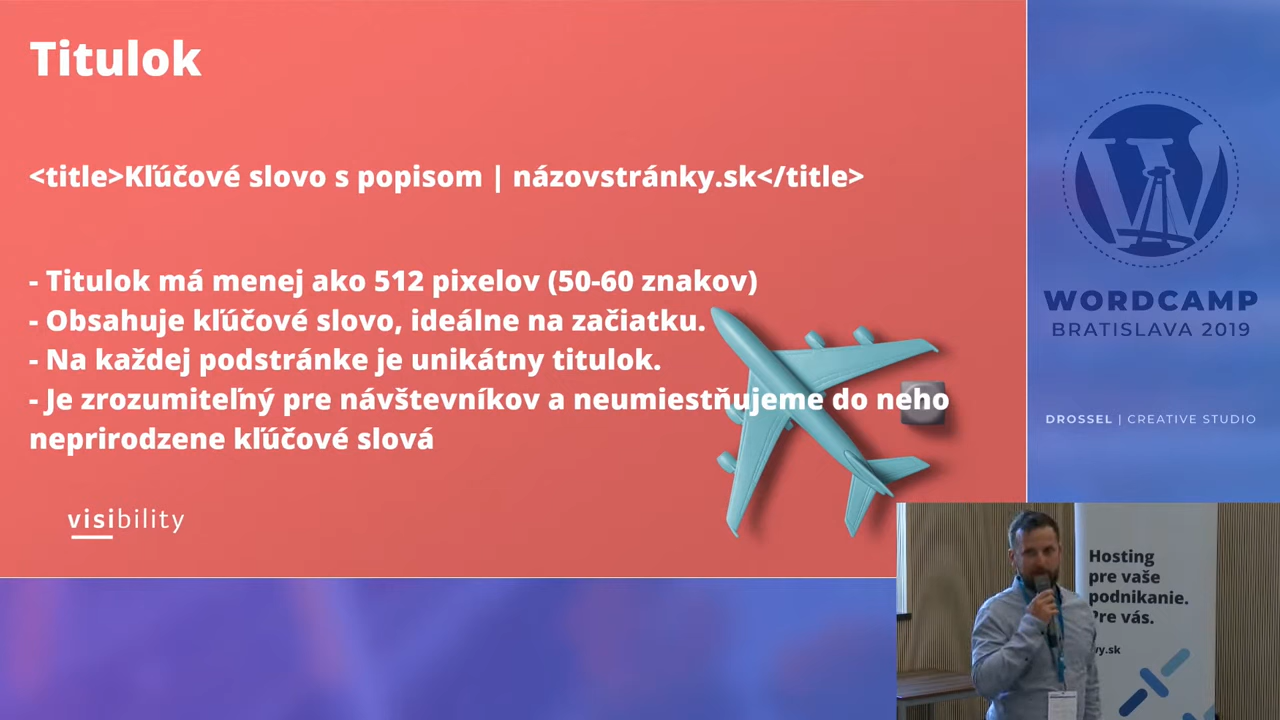 Titulok
<title>Kľúčové slovo s popisom | názovstránky.sk</title>
- Titulok má menej ako 512 pixelov (50-60 znakov)
- Obsahuje kľúčové slovo, ideálne na začiatku.
- Na každej podstránke je unikátny titulok.
- Je zrozumiteľný pre návštevníkov a neumiestňujeme do neho
neprirodzene kľúčové slová
visibility
WORDCAMP
BRATISLAVA 2019
DROSSEL | CREATIVE STUDIO
Hosting
pre vaše
podnikanie.
Pre vás.